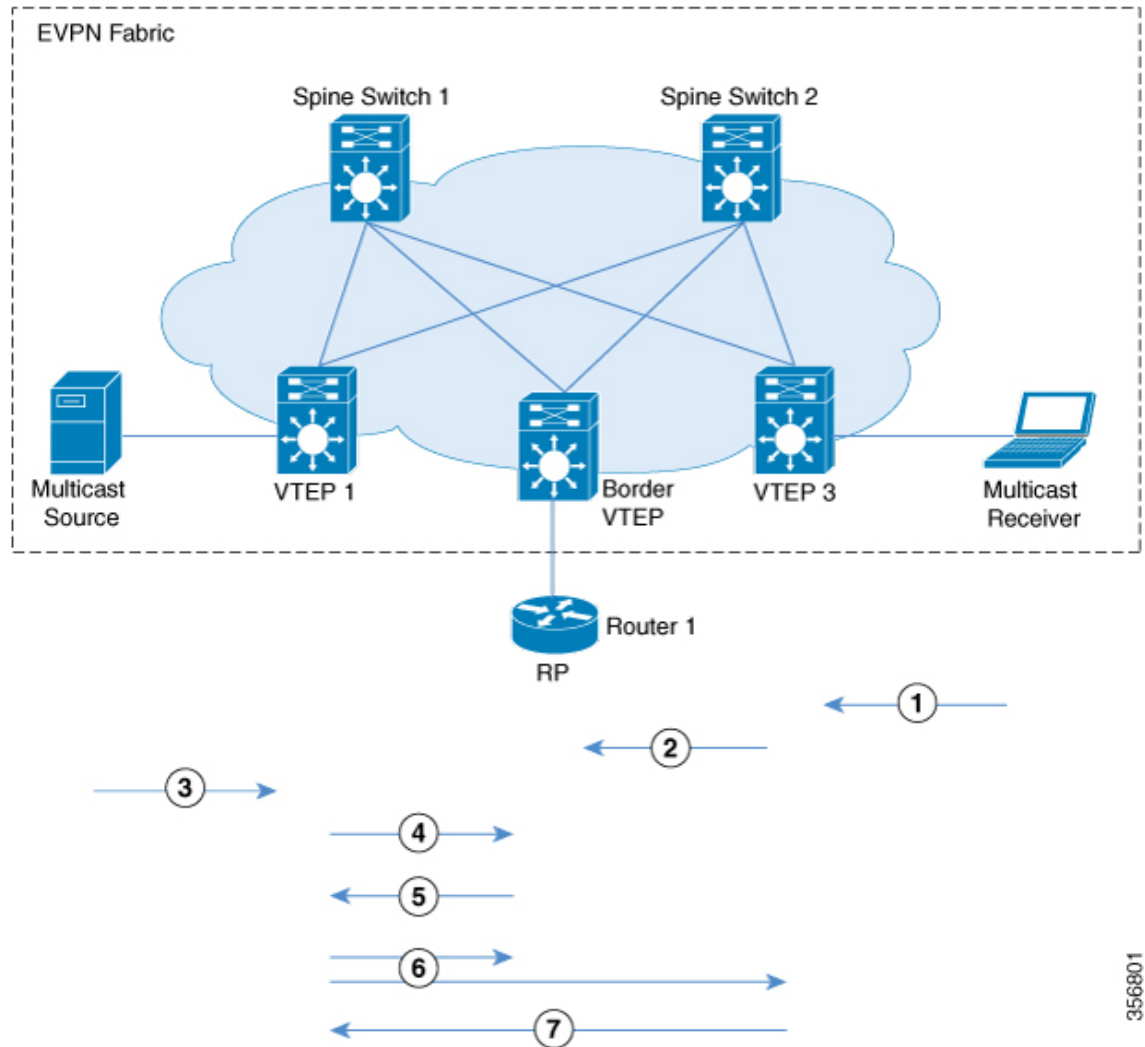 EVPN Fabric
Spine Switch 1
Spine Switch 2
Multicast
Source
VTEP 1
Border
VTEP
VTEP 3
Multicast
Receiver
Router 1
RP
1
2
3
4
5
6
7
356801